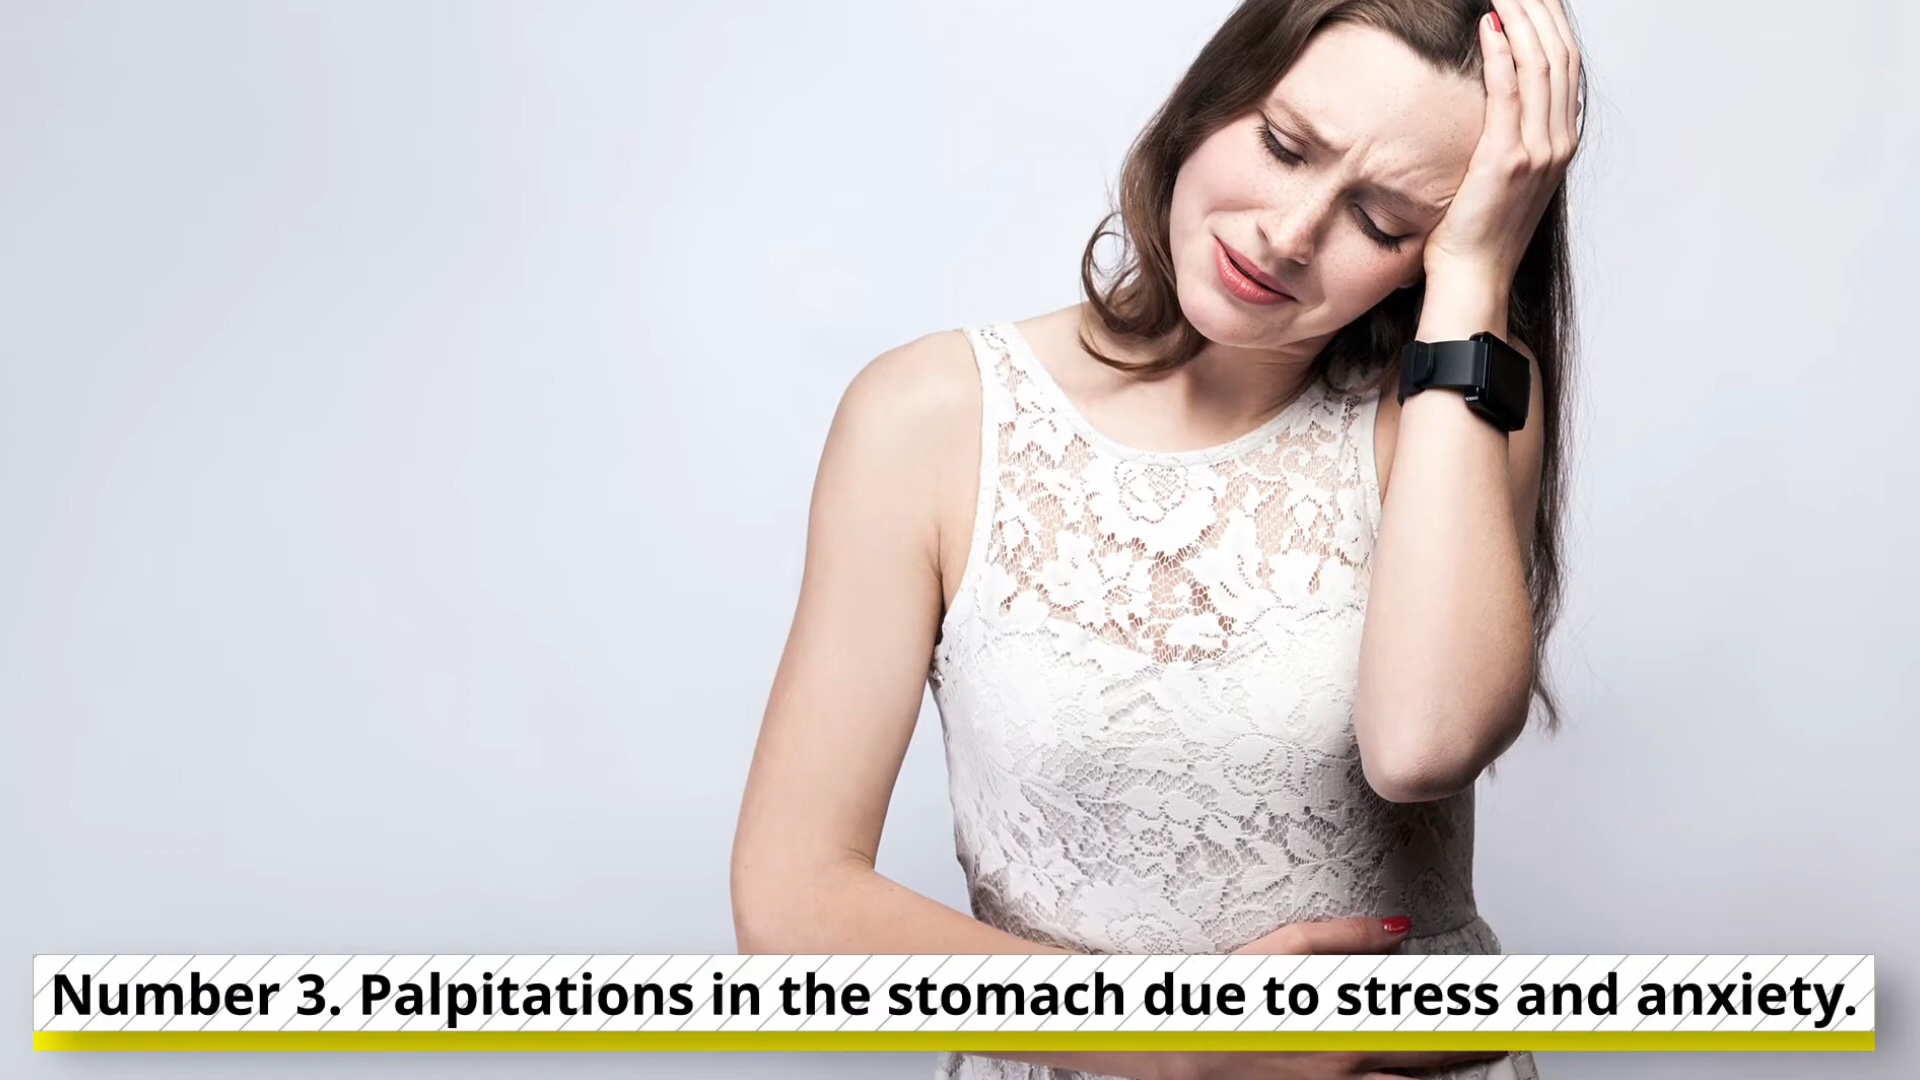 Number 3. Palpitations in the stomach due to stress and anxiety.